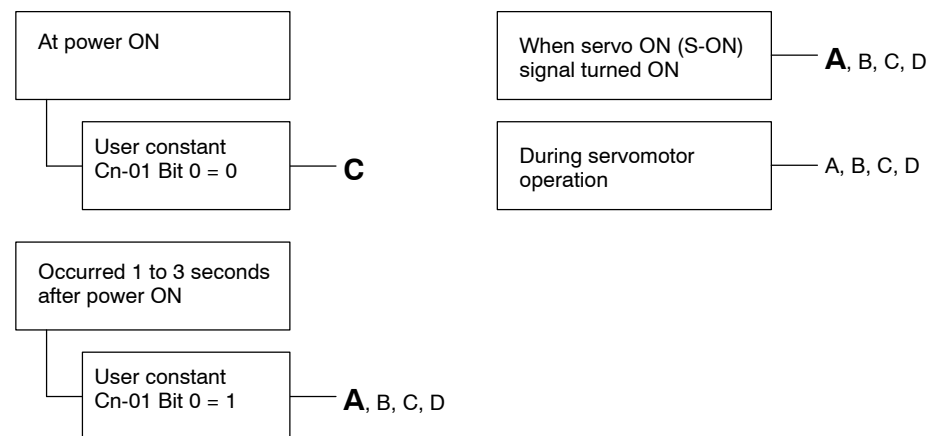 At power ON
User constant
Cn-01 Bit 0 = 0
C
Occurred 1 to 3 seconds
after power ON
User constant
Cn-01 Bit 0 = 1
A, B, C, D
When servo ON (S-ON)
signal turned ON
A, B, C, D
During servomotor
operation
A, B, C, D